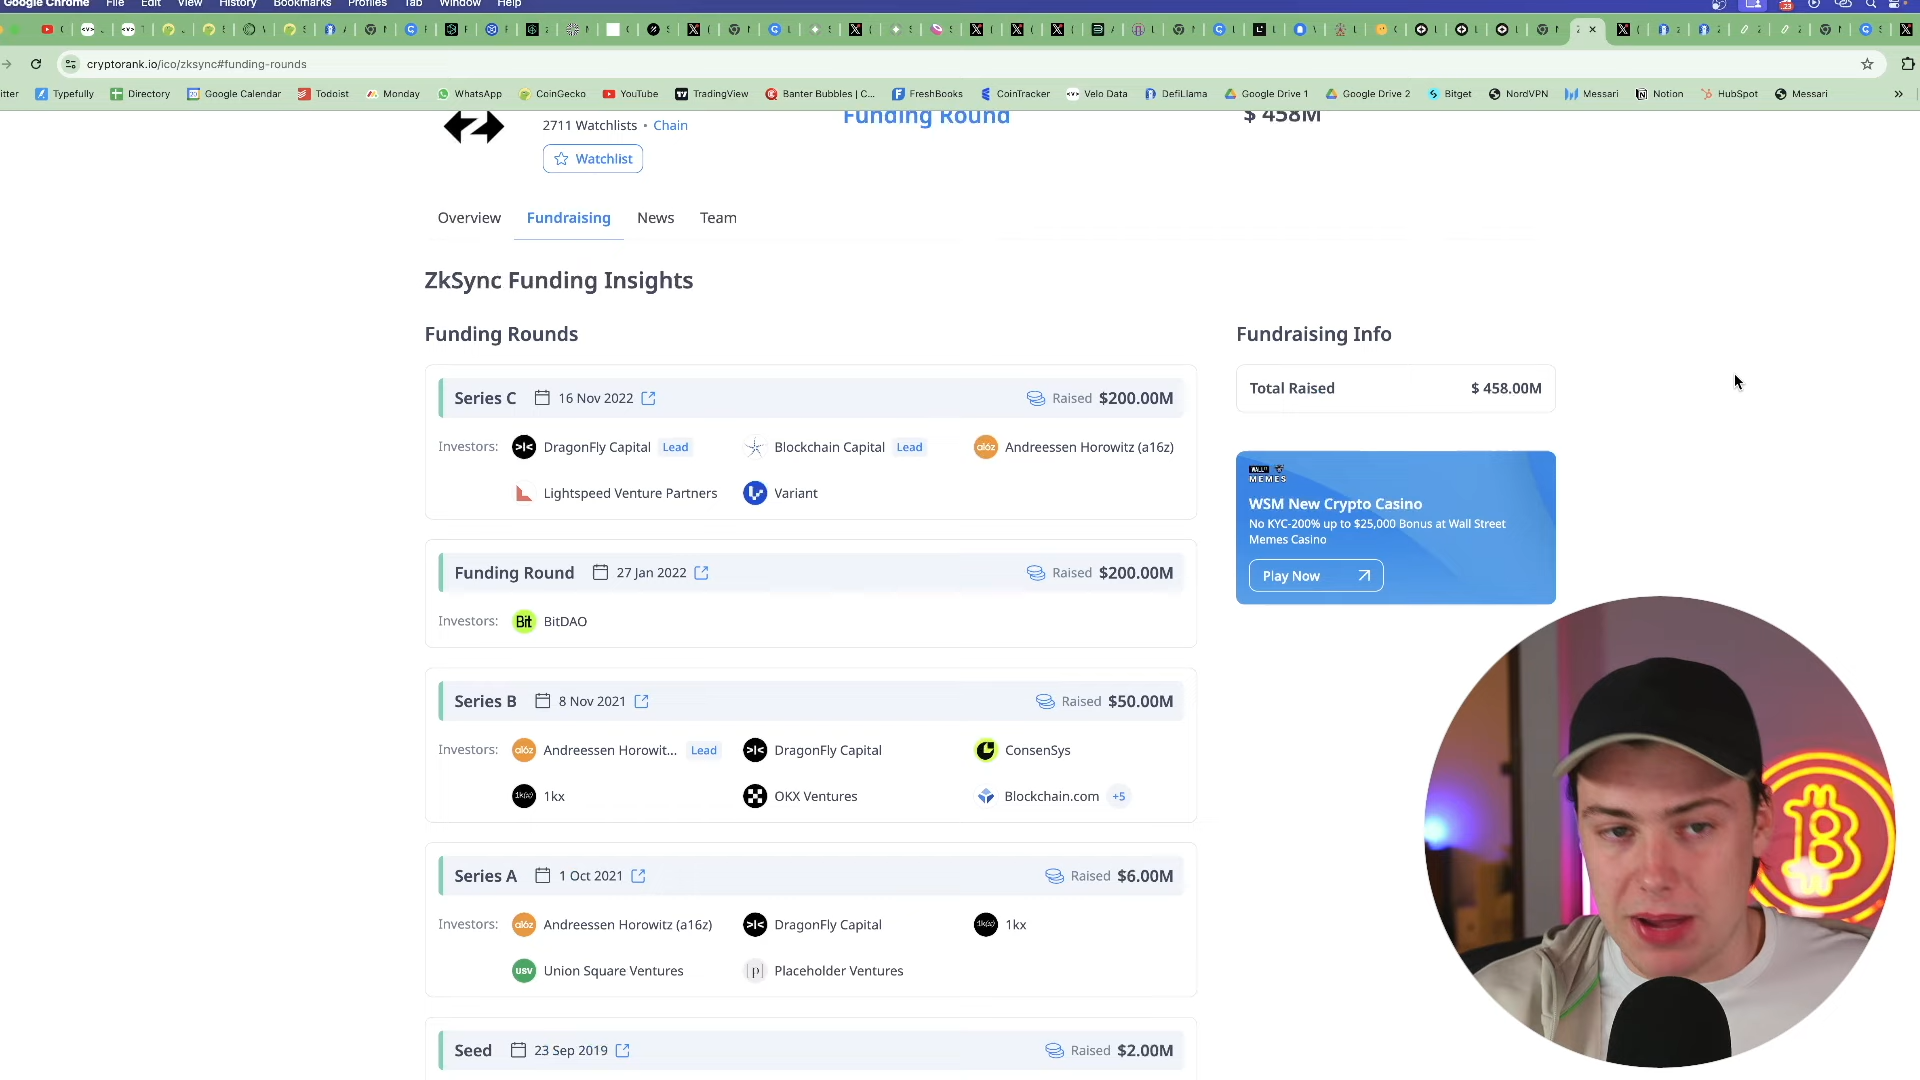 Google Chrome File Edit View History Bookmarks Profiles Tab Window Help
23
cryptorank.io/ico/zksync#funding-rounds
itter Typefully Directory Google Calendar Todoist Monday WhatsApp CoinGecko YouTube TradingView Banter Bubbles | C... FreshBooks CoinTracker Velo Data DefiLlama Google Drive 1 Google Drive 2 Bitget NordVPN Messari Notion HubSpot Messari »
2711 Watchlists • Chain
Funding Round
$ 458M
Watchlist
Overview Fundraising News Team
ZkSync Funding Insights
Funding Rounds
Fundraising Info
Series C 16 Nov 2022 Raised $200.00M
Total Raised $ 458.00M
Investors: DragonFly Capital Lead Blockchain Capital Lead Andreessen Horowitz (a16z)
Lightspeed Venture Partners Variant
WALL ST
MEMES
WSM New Crypto Casino
No KYC-200% up to $25,000 Bonus at Wall Street
Memes Casino
Play Now
Funding Round 27 Jan 2022 Raised $200.00M
Investors: Bit BitDAO
Series B 8 Nov 2021 Raised $50.00M
Investors: Andreessen Horowit... Lead DragonFly Capital ConsenSys
1kx OKX Ventures Blockchain.com +5
Series A 1 Oct 2021 Raised $6.00M
Investors: Andreessen Horowitz (a16z) DragonFly Capital 1kx
USV Union Square Ventures |p| Placeholder Ventures
Seed 23 Sep 2019 Raised $2.00M